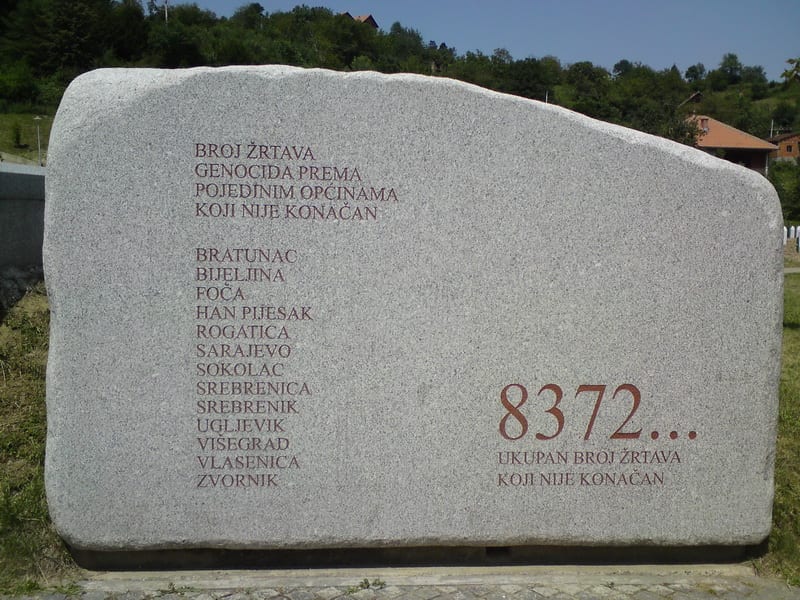 BROJ ŽRTAVA
GENOCIDA PREMA
POJEDINIM OPĆINAMA
KOJI NIJE KONAČAN
BRATUNAC
BIJELJINA
FOČA
HAN PIJESAK
ROGATICA
SARAJEVO
SOKOLAC
SREBRENICA
SREBRENIK
UGLJEVIK
VIŠEGRAD
VLASENICA
ZVORNIK
8372...
UKUPAN BROJ ŽRTAVA
KOJI NIJE KONAČAN